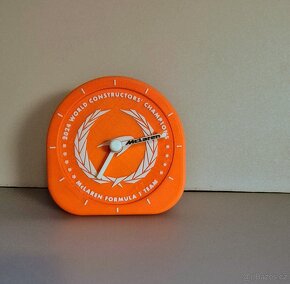 2024 WORLD CONSTRUCTORS' CHAMPIONS
McLaren
McLAREN FORMULA 1 TEAM